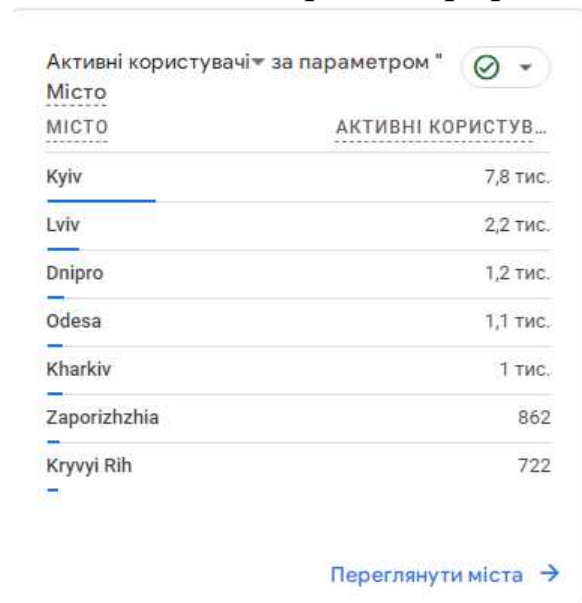 Активні користувачі за параметром "
Місто
МІСТО АКТИВНІ КОРИСТУВ...
Kyiv 7,8 тис.
Lviv 2,2 тис.
Dnipro 1,2 тис.
Odesa 1,1 тис.
Kharkiv 1 тис.
Zaporizhzhia 862
Kryvyi Rih 722
Переглянути міста